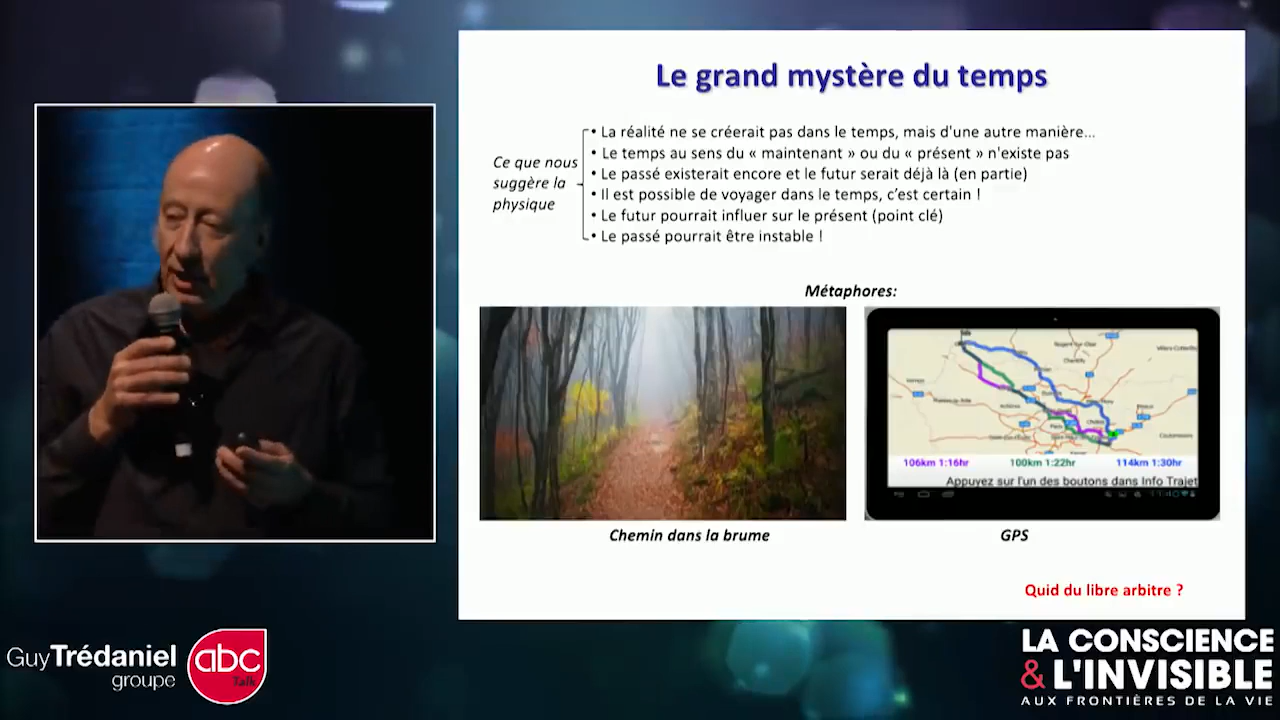 Le grand mystère du temps
Ce que nous
suggère la
physique
• La réalité ne se créerait pas dans le temps, mais d'une autre manière...
• Le temps au sens du « maintenant » ou du « présent » n'existe pas
• Le passé existerait encore et le futur serait déjà là (en partie)
• Il est possible de voyager dans le temps, c’est certain !
• Le futur pourrait influer sur le présent (point clé)
• Le passé pourrait être instable !
Métaphores:
106km 1:16hr
100km 1:22hr
114km 1:30hr
Appuyez sur l'un des boutons dans Info Trajet
Chemin dans la brume
GPS
Quid du libre arbitre ?
GuyTrédaniel
groupe
abc
Talk
LA CONSCIENCE
& L'INVISIBLE
AUX FRONTIÈRES DE LA VIE